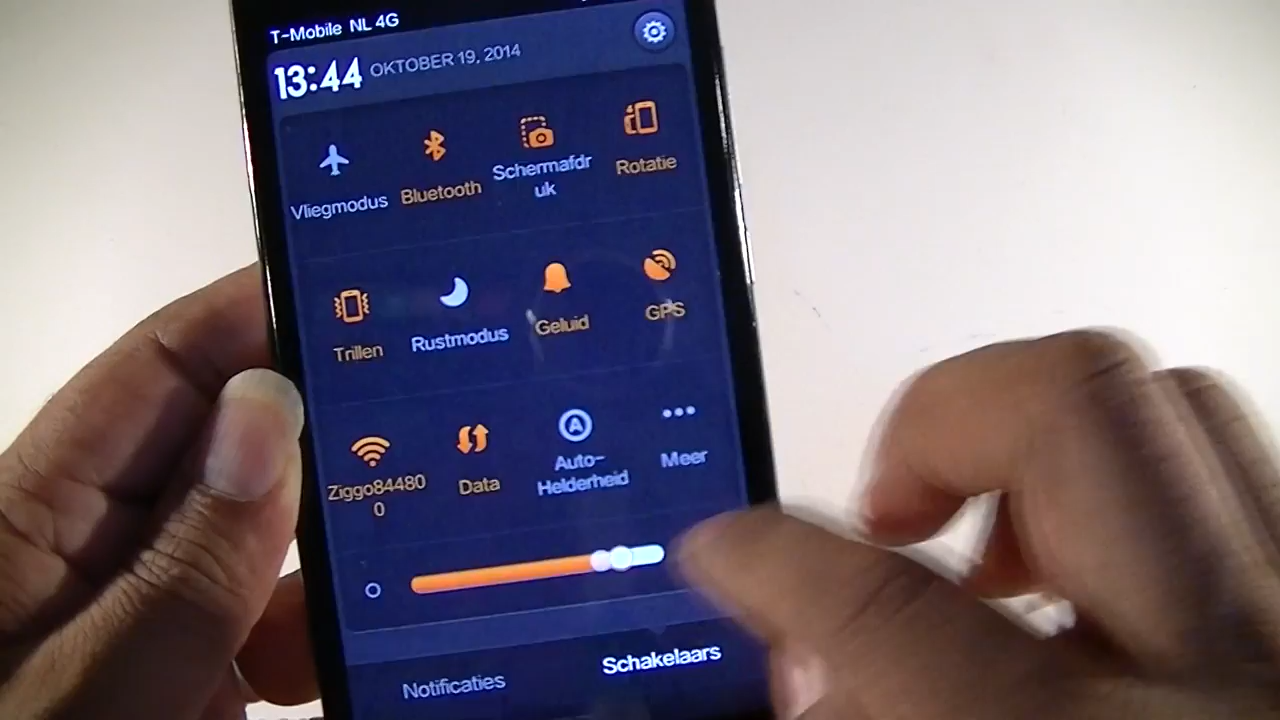 T-Mobile NL 4G
13:44 OKTOBER 19, 2014
Vliegmodus
Bluetooth
Schermafdr
uk
Rotatie
Trillen
Rustmodus
Geluid
GPS
Ziggo84480
0
Data
A
Auto-
Helderheid
Meer
Notificaties
Schakelaars